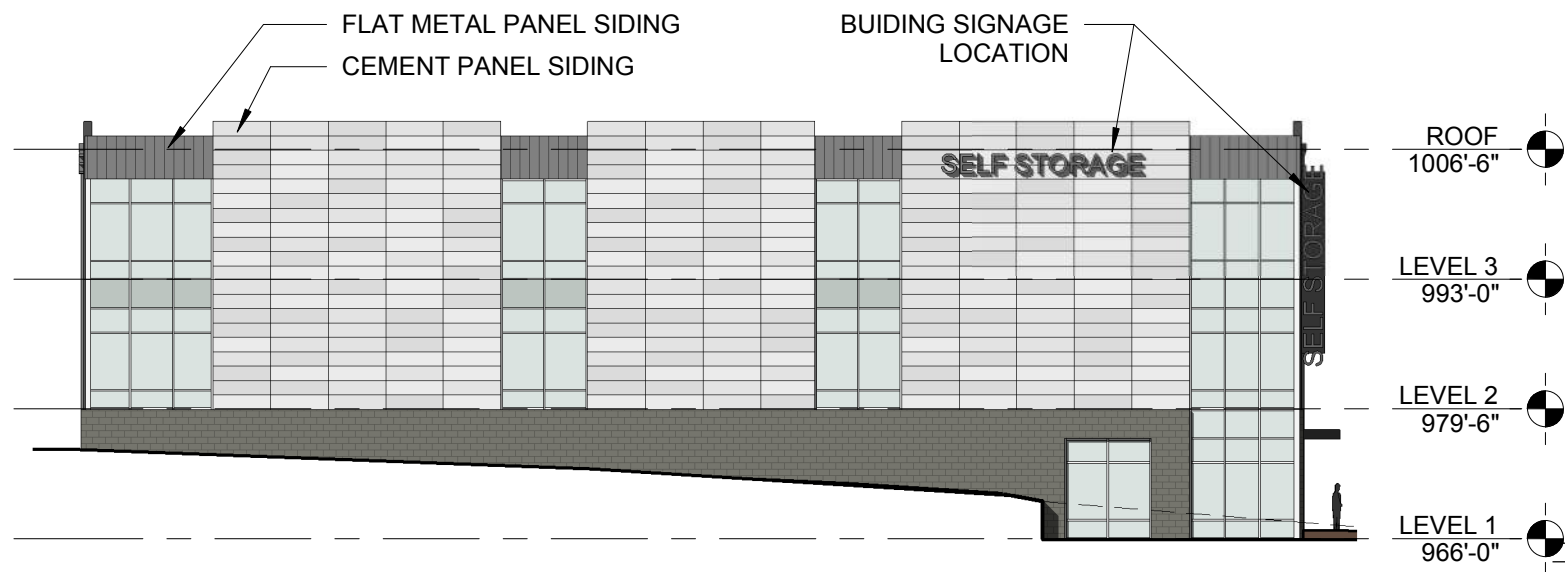 FLAT METAL PANEL SIDING
CEMENT PANEL SIDING
BUIDING SIGNAGE
LOCATION
SELF STORAGE
SELF STORAGE
ROOF
1006'-6"
LEVEL 3
993'-0"
LEVEL 2
979'-6"
LEVEL 1
966'-0"